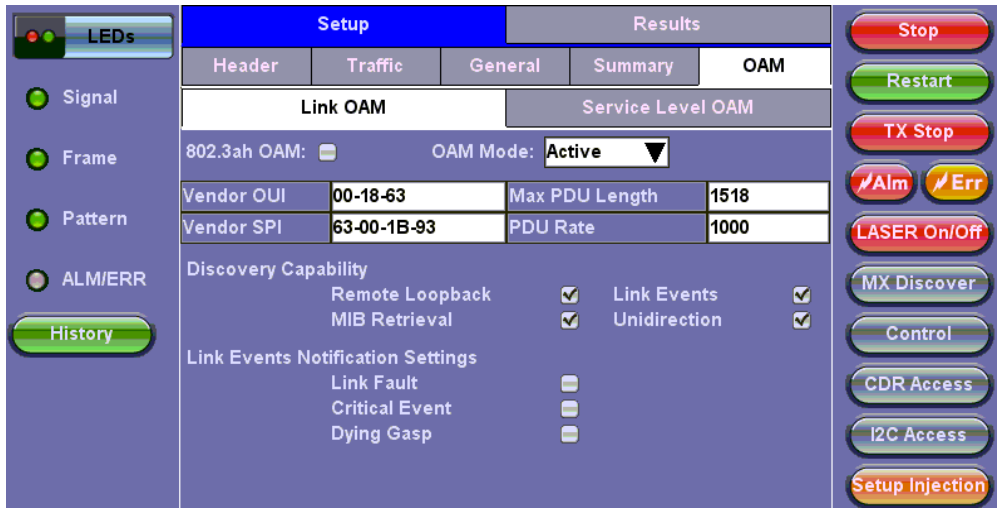 LEDs
Signal
Frame
Pattern
ALM/ERR
History
Setup Results
Header Traffic General Summary OAM
Link OAM Service Level OAM
802.3ah OAM: OAM Mode: Active
Vendor OUI 00-18-63 Max PDU Length 1518
Vendor SPI 63-00-1B-93 PDU Rate 1000
Discovery Capability
Remote Loopback Link Events
MIB Retrieval Unidirection
Link Events Notification Settings
Link Fault
Critical Event
Dying Gasp
Stop
Restart
TX Stop
Alm Err
LASER On/Off
MX Discover
Control
CDR Access
I2C Access
Setup Injection